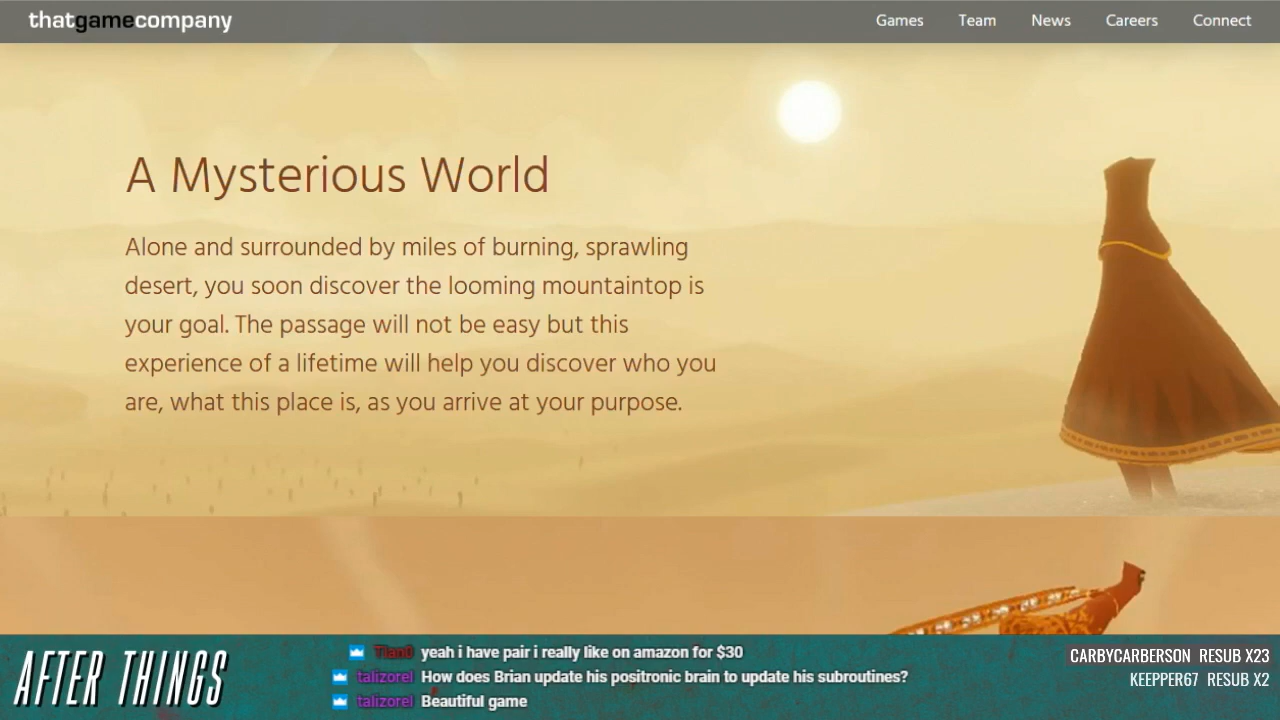 thatgamecompany
Games Team News Careers Connect
A Mysterious World
Alone and surrounded by miles of burning, sprawling
desert, you soon discover the looming mountaintop is
your goal. The passage will not be easy but this
experience of a lifetime will help you discover who you
are, what this place is, as you arrive at your purpose.
AFTER THINGS
yeah i have pair i really like on amazon for $30
talizorel How does Brian update his positronic brain to update his subroutines?
talizorel Beautiful game
CARBYCARBERSON RESUB X23
KEEPPER67 RESUB X2